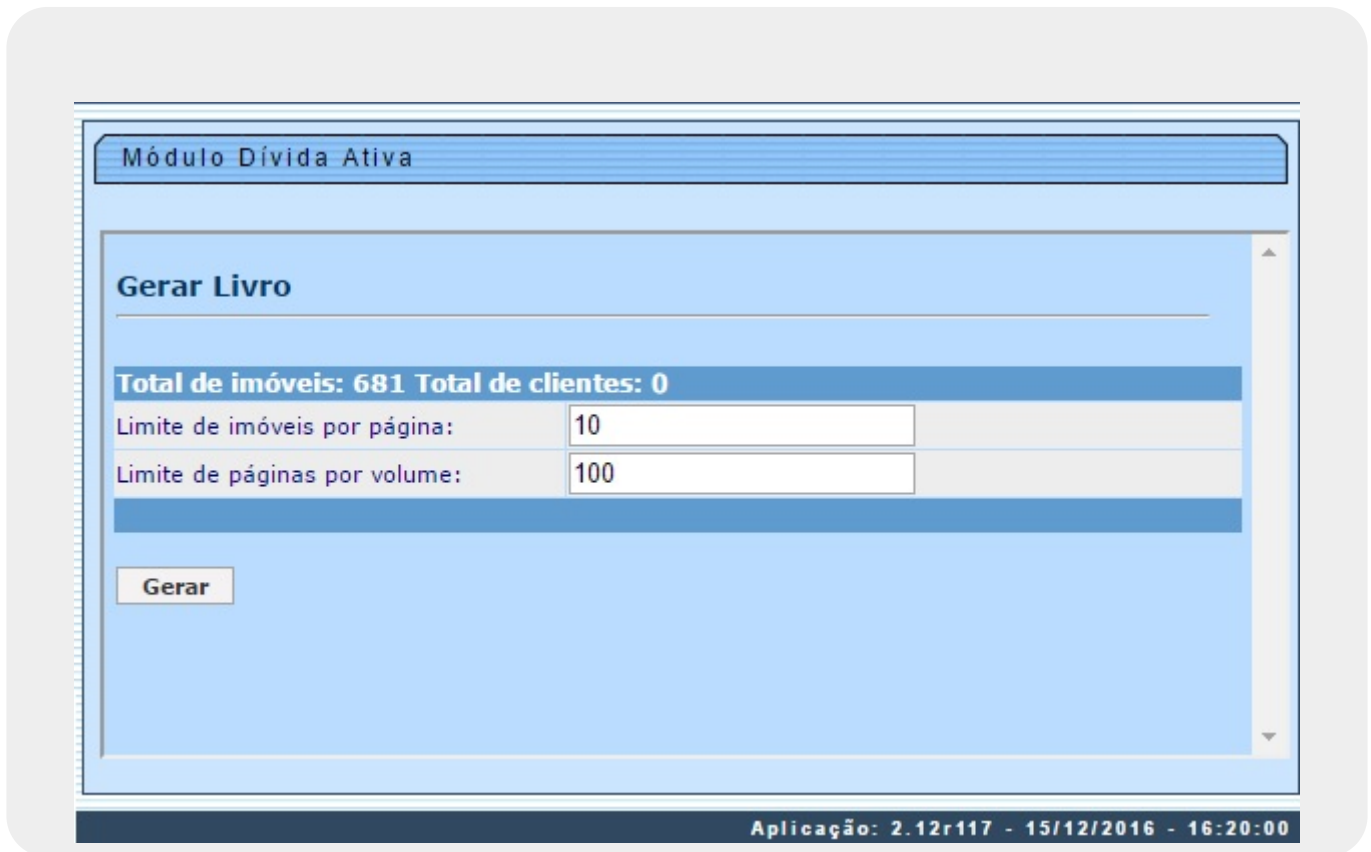 Módulo Dívida Ativa
Gerar Livro
Total de imóveis: 681 Total de clientes: 0
Limite de imóveis por página: 10
Limite de páginas por volume: 100
Gerar
Aplicação: 2.12r117 - 15/12/2016 - 16:20:00